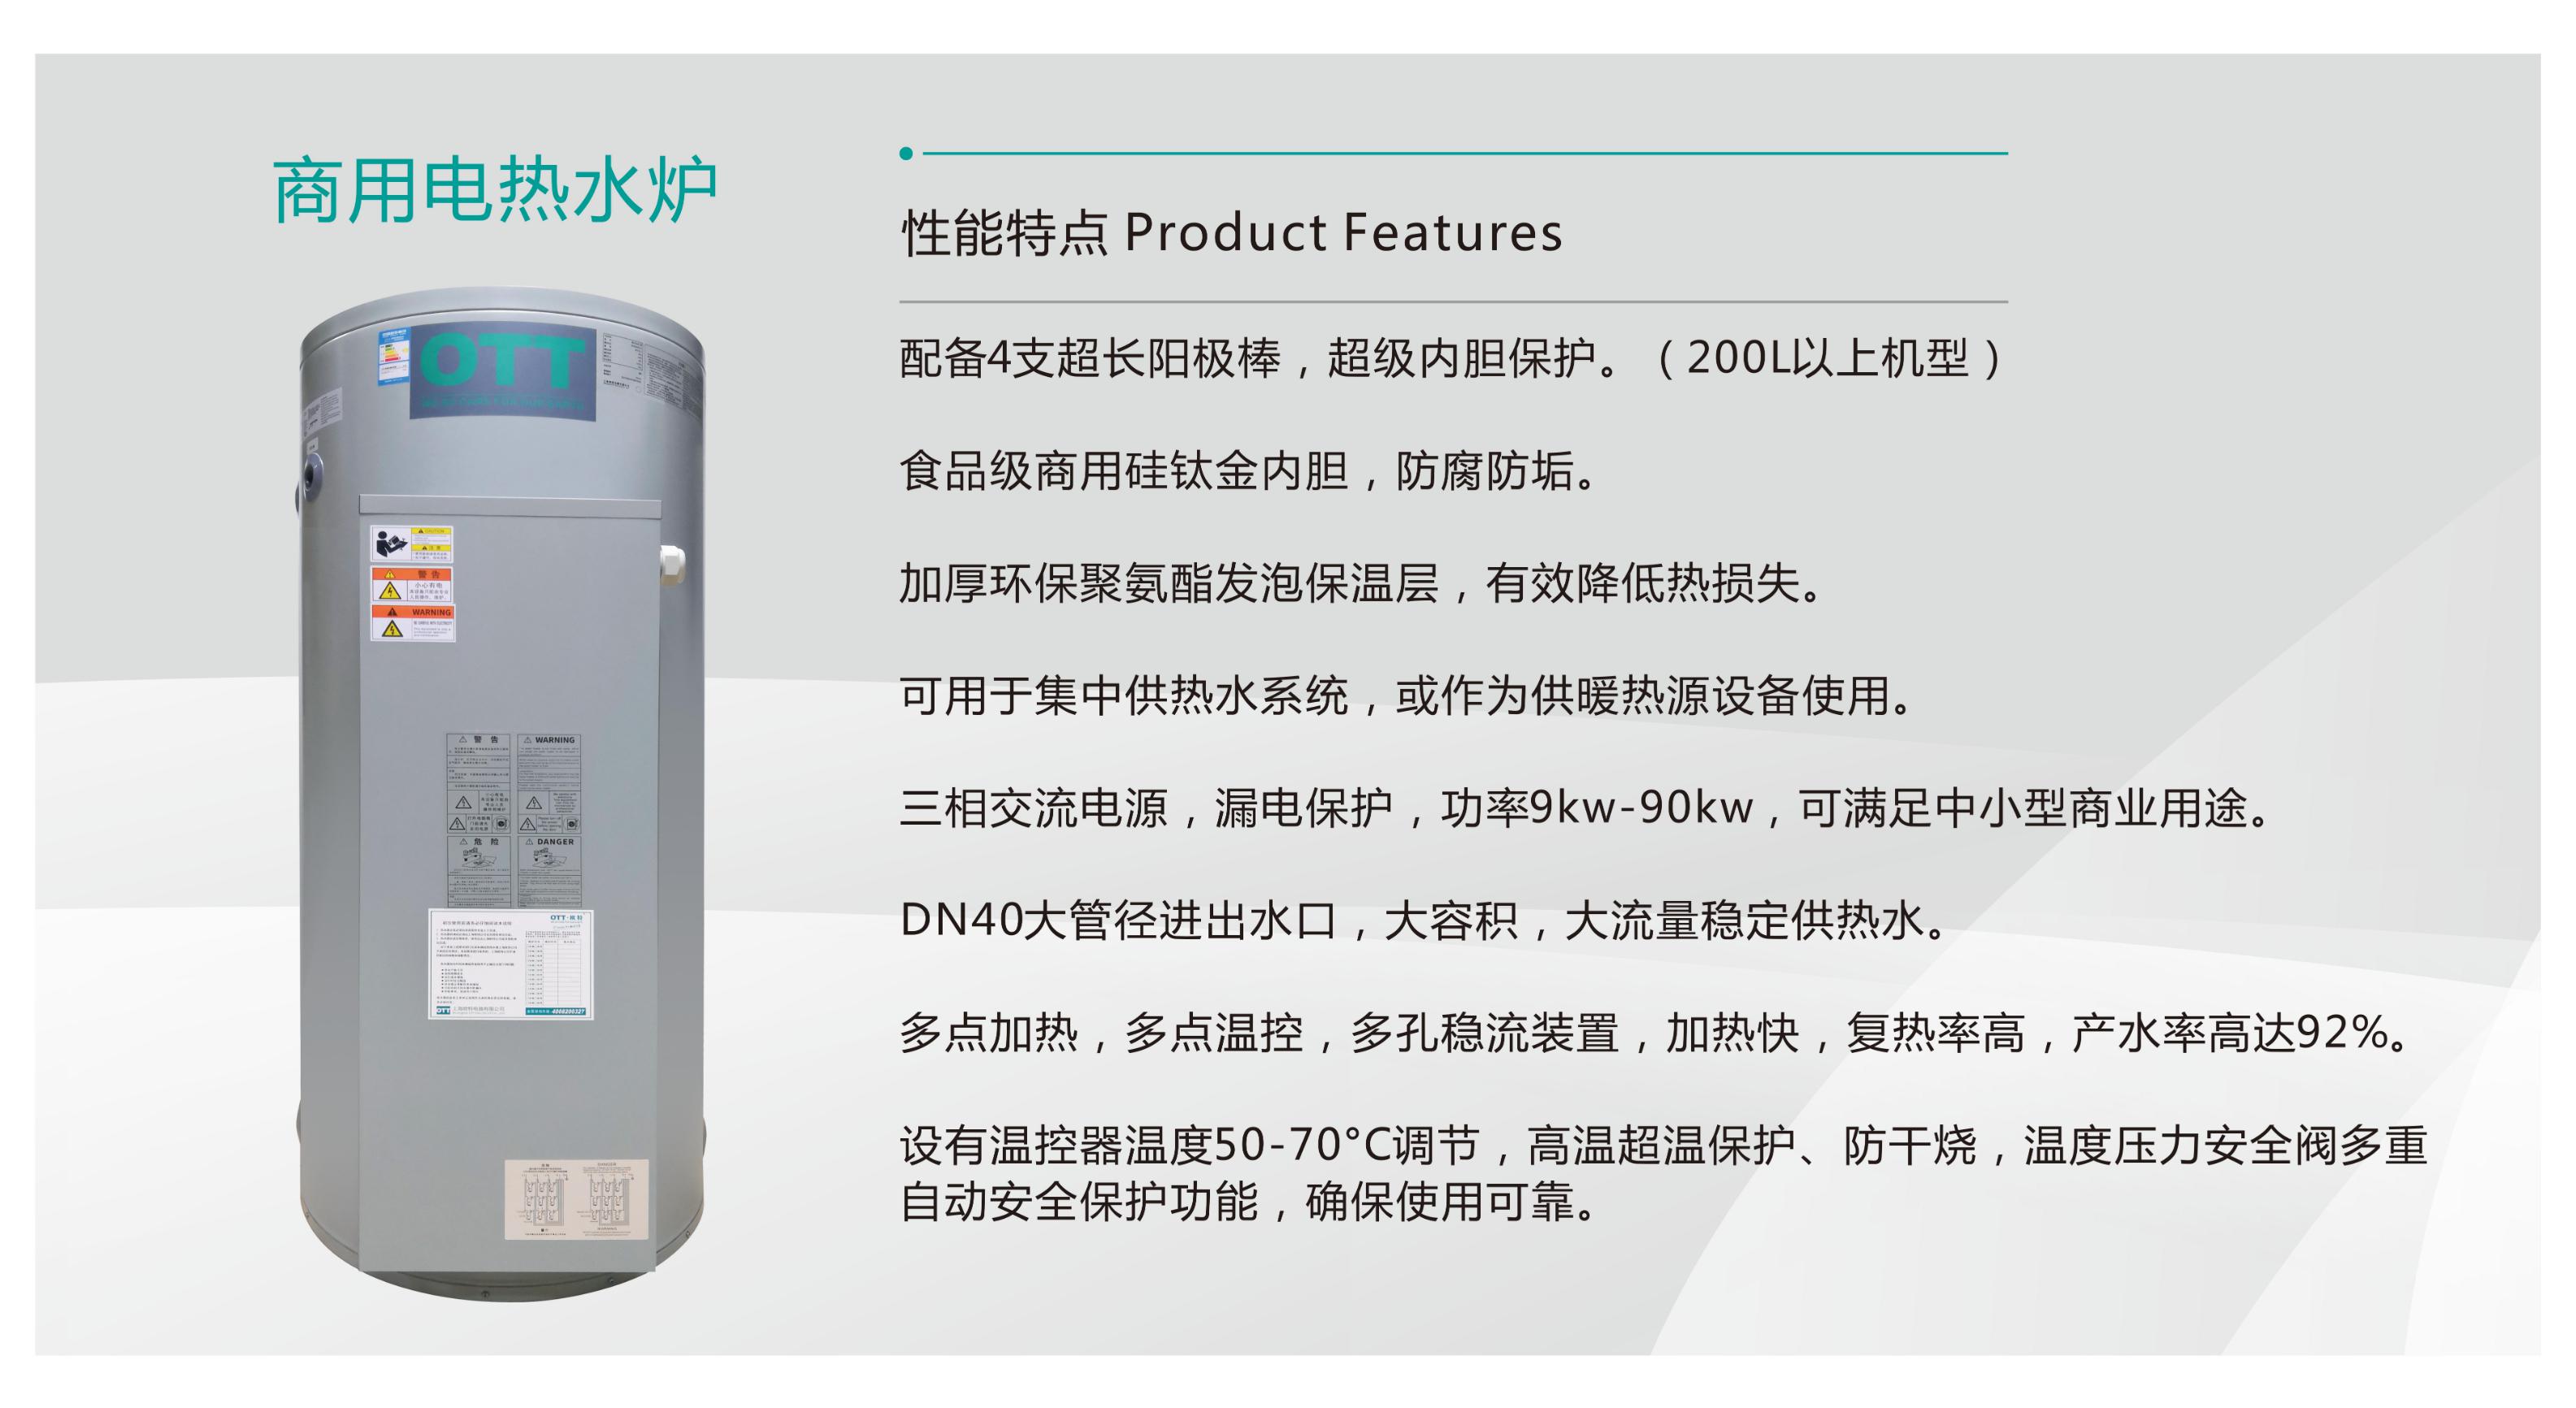 商用电热水炉
性能特点 Product Features
配备4支超长阳极棒，超级内胆保护。（200L以上机型）
食品级商用硅钛金内胆，防腐防垢。
加厚环保聚氨酯发泡保温层，有效降低热损失。
可用于集中供热水系统，或作为供暖热源设备使用。
三相交流电源，漏电保护，功率9kw-90kw，可满足中小型商业用途。
DN40大管径进出水口，大容积，大流量稳定供热水。
多点加热，多点温控，多孔稳流装置，加热快，复热率高，产水率高达92%。
设有温控器温度50-70°C调节，高温超温保护、防干烧，温度压力安全阀多重
自动安全保护功能，确保使用可靠。
OTT
CAUTION
注意
警告
小心有电
WARNING
警告
WARNING
危险
DANGER
OTT
OTT
4008200327